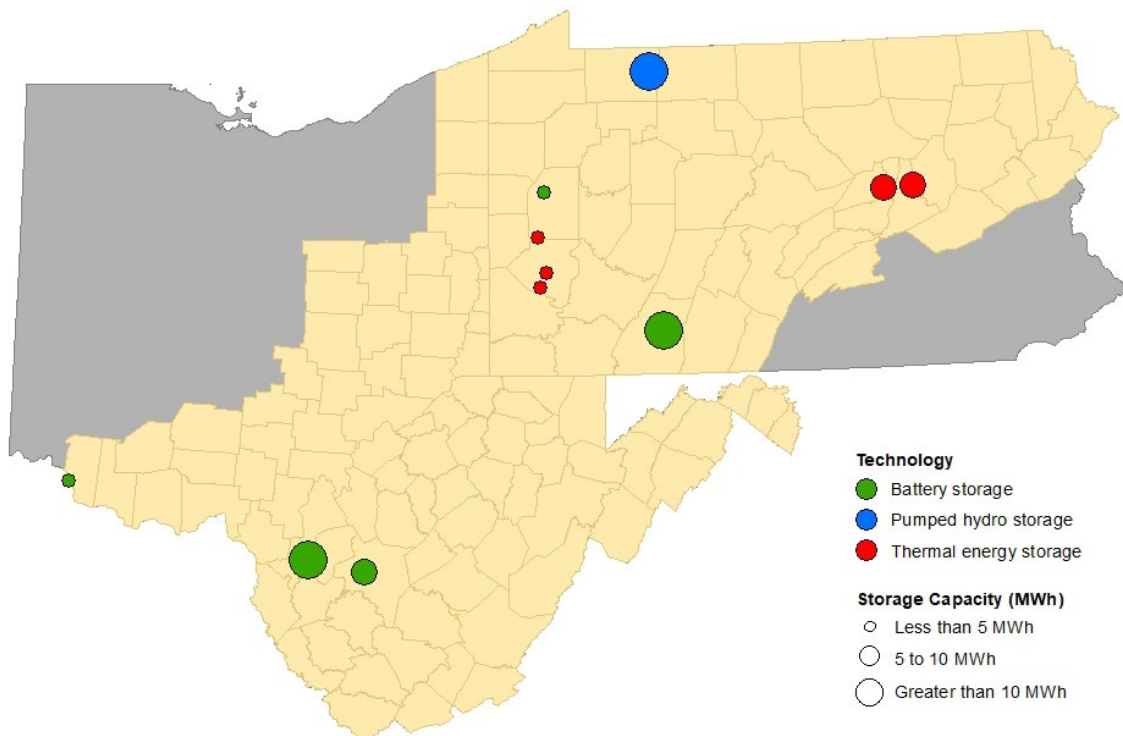 Technology
Battery storage
Pumped hydro storage
Thermal energy storage
Storage Capacity (MWh)
Less than 5 MWh
5 to 10 MWh
Greater than 10 MWh